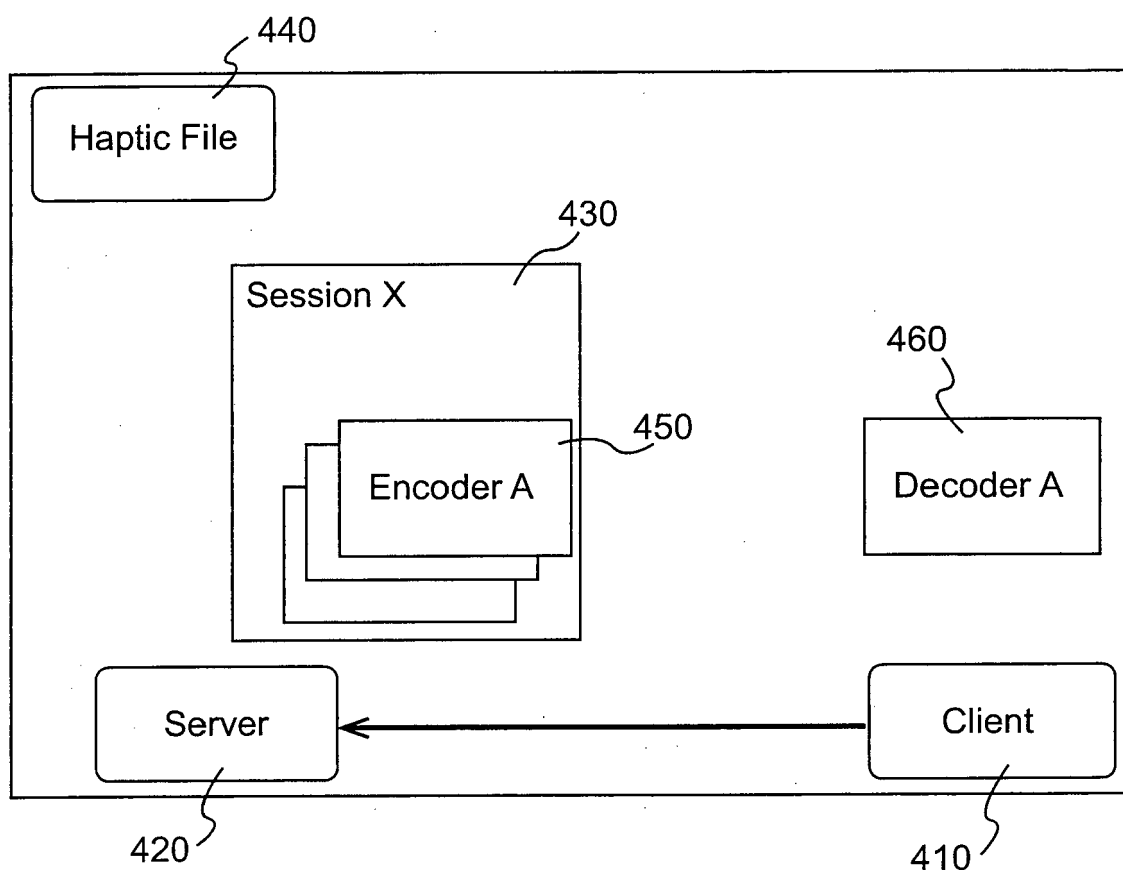 440
Haptic File
430
Session X
460
450
Encoder A
Decoder A
Server
Client
420
410